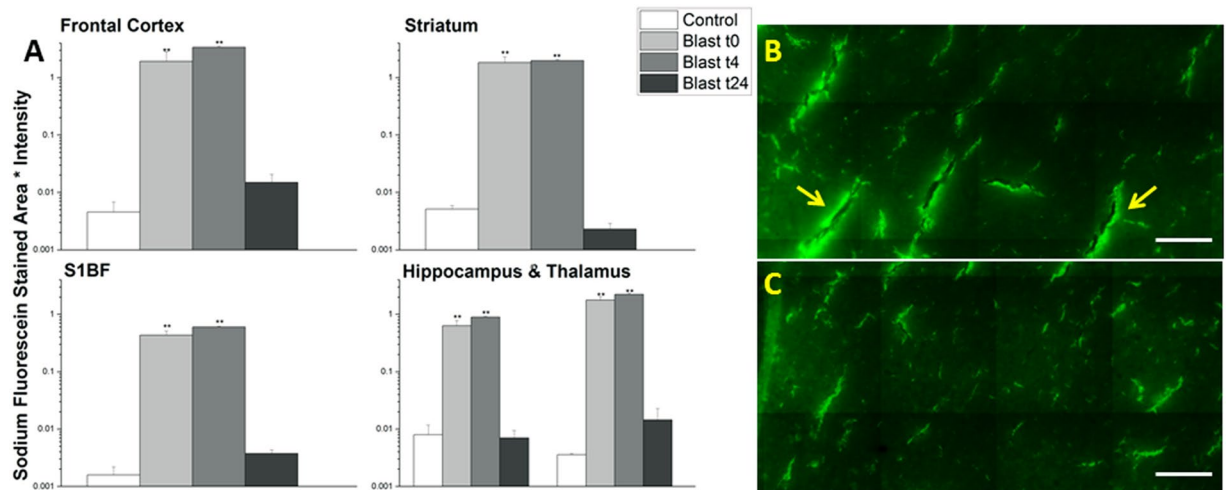 A
Frontal Cortex
1
0.1
0.01
0.001
**
**
Striatum
1
0.1
0.01
0.001
**
**
Control
Blast t0
Blast t4
Blast t24
S1BF
1
0.1
0.01
0.001
**
**
Hippocampus & Thalamus
1
0.1
0.01
0.001
**
**
**
**
Sodium Fluorescein Stained Area * Intensity
B
C